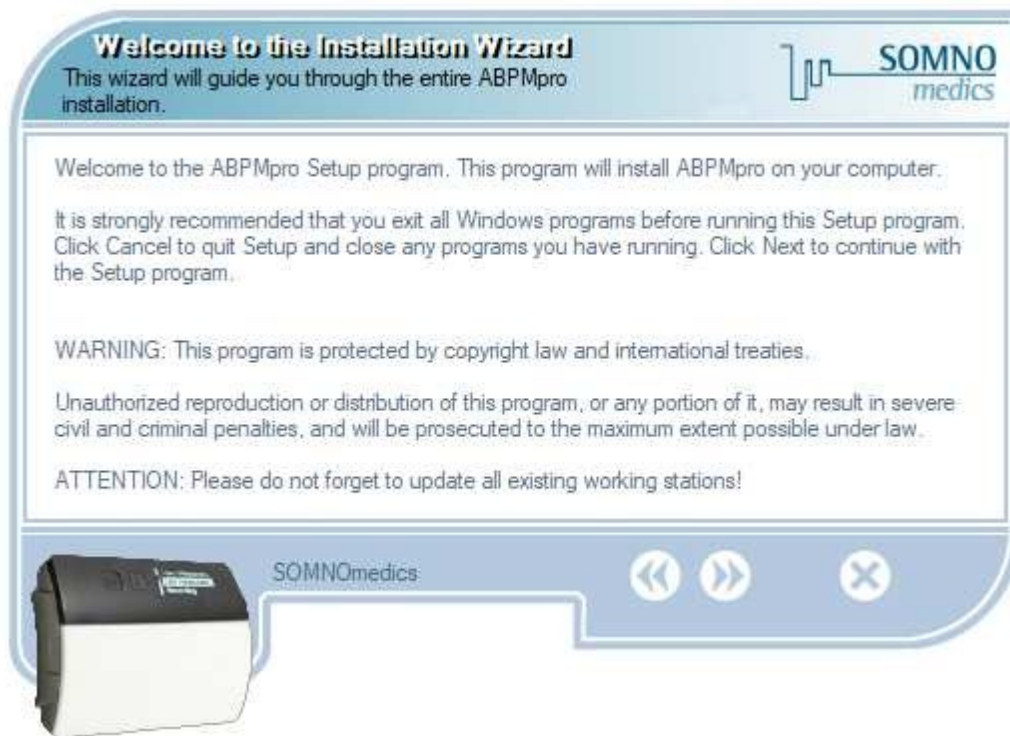 Welcome to the Installation Wizard
This wizard will guide you through the entire ABPMpro
installation.
SOMNO
medics
Welcome to the ABPMpro Setup program. This program will install ABPMpro on your computer.
It is strongly recommended that you exit all Windows programs before running this Setup program.
Click Cancel to quit Setup and close any programs you have running. Click Next to continue with
the Setup program.
WARNING: This program is protected by copyright law and international treaties.
Unauthorized reproduction or distribution of this program, or any portion of it, may result in severe
civil and criminal penalties, and will be prosecuted to the maximum extent possible under law.
ATTENTION: Please do not forget to update all existing working stations!
SOMNOmedics